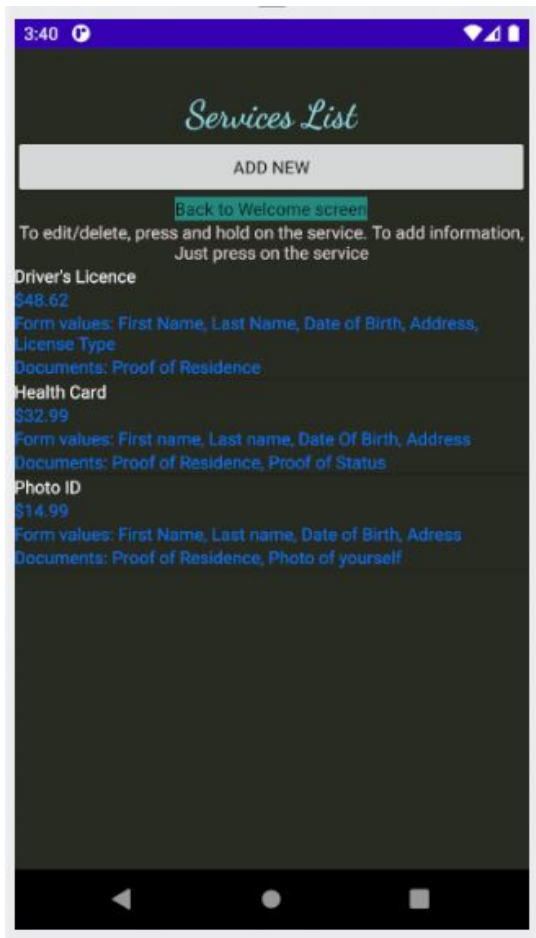 3:40
Services List
ADD NEW
Back to Welcome screen
To edit/delete, press and hold on the service. To add information,
Just press on the service
Driver's Licence
$48.62
Form values: First Name, Last Name, Date of Birth, Address,
License Type
Documents: Proof of Residence
Health Card
$32.99
Form values: First name, Last name, Date Of Birth, Address
Documents: Proof of Residence, Proof of Status
Photo ID
$14.99
Form values: First Name, Last name, Date of Birth, Adress
Documents: Proof of Residence, Photo of yourself